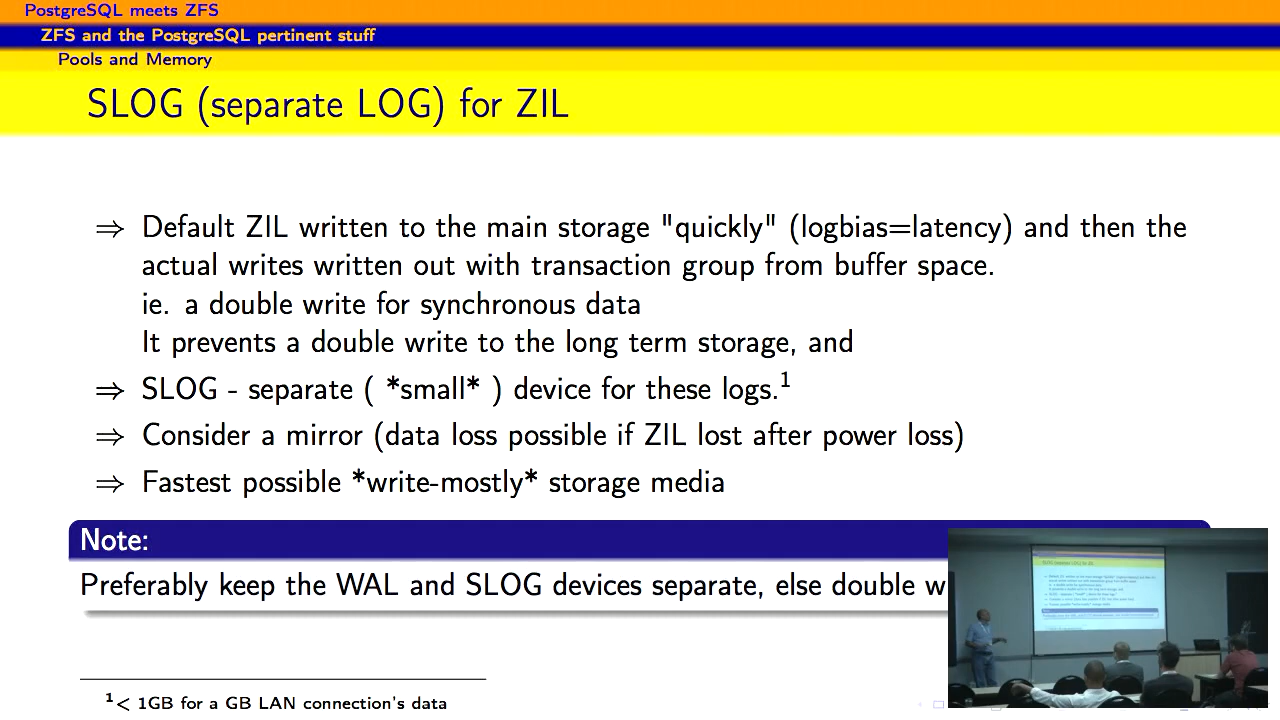 PostgreSQL meets ZFS
ZFS and the PostgreSQL pertinent stuff
Pools and Memory
SLOG (separate LOG) for ZIL
⇒ Default ZIL written to the main storage "quickly" (logbias=latency) and then the
actual writes written out with transaction group from buffer space.
ie. a double write for synchronous data
It prevents a double write to the long term storage, and
⇒ SLOG - separate ( *small* ) device for these logs.¹
⇒ Consider a mirror (data loss possible if ZIL lost after power loss)
⇒ Fastest possible *write-mostly* storage media
Note:
Preferably keep the WAL and SLOG devices separate, else double w
¹< 1GB for a GB LAN connection's data